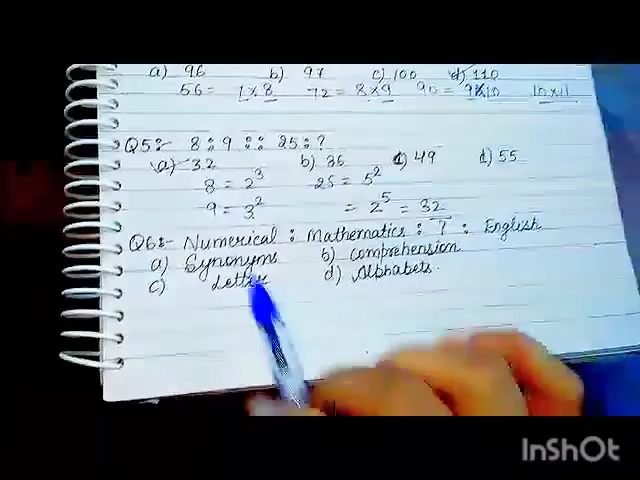 a) 96 b) 97 c) 100 d) 110
56 = 7 × 8 72 = 8 × 9 90 = 9×10 10 × 11
Q5:- 8 : 9 :: 25 : ?
a) 32 b) 36 c) 49 d) 55
8 = 2³ 25 = 5²
9 = 3² = 2⁵ = 32
Q6:- Numerical : Mathematics : ? : English
a) Synonyms b) comprehension
c) Letter d) Alphabets.
InShOt